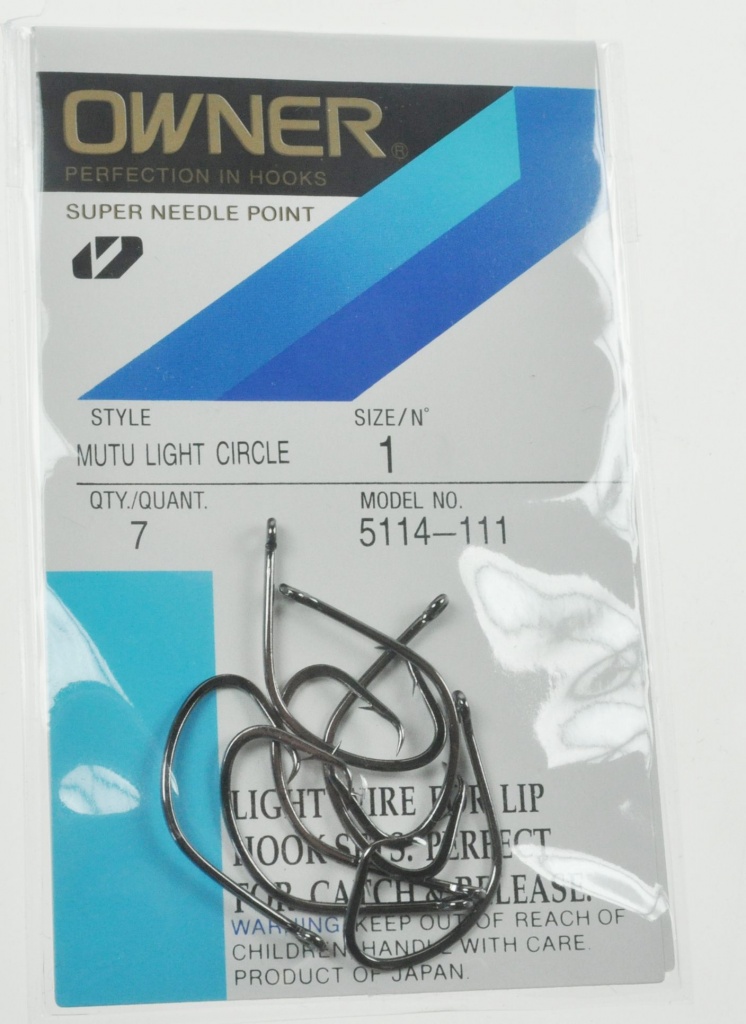 OWNER®
PERFECTION IN HOOKS
SUPER NEEDLE POINT
STYLE SIZE/N°
MUTU LIGHT CIRCLE 1
QTY./QUANT. MODEL NO.
7 5114-111
LIGHT WIRE FOR LIP
HOOK SETS. PERFECT
FOR CATCH & RELEASE.
WARNING: KEEP OUT OF REACH OF
CHILDREN. HANDLE WITH CARE.
PRODUCT OF JAPAN.